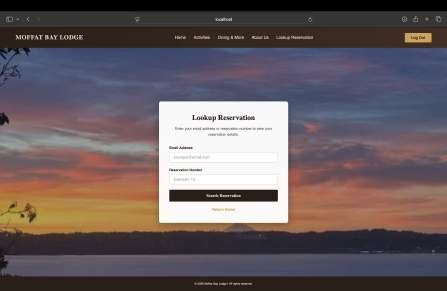 localhost
MOFFAT BAY LODGE
Home Activities Dining & More About Us Lookup Reservation
Log Out
Lookup Reservation
Enter your email address or reservation number to view your
reservation details.
Email Address
example@email.com
Reservation Number
Example: 12
Search Reservation
Return Home
© 2025 Moffat Bay Lodge | All rights reserved.